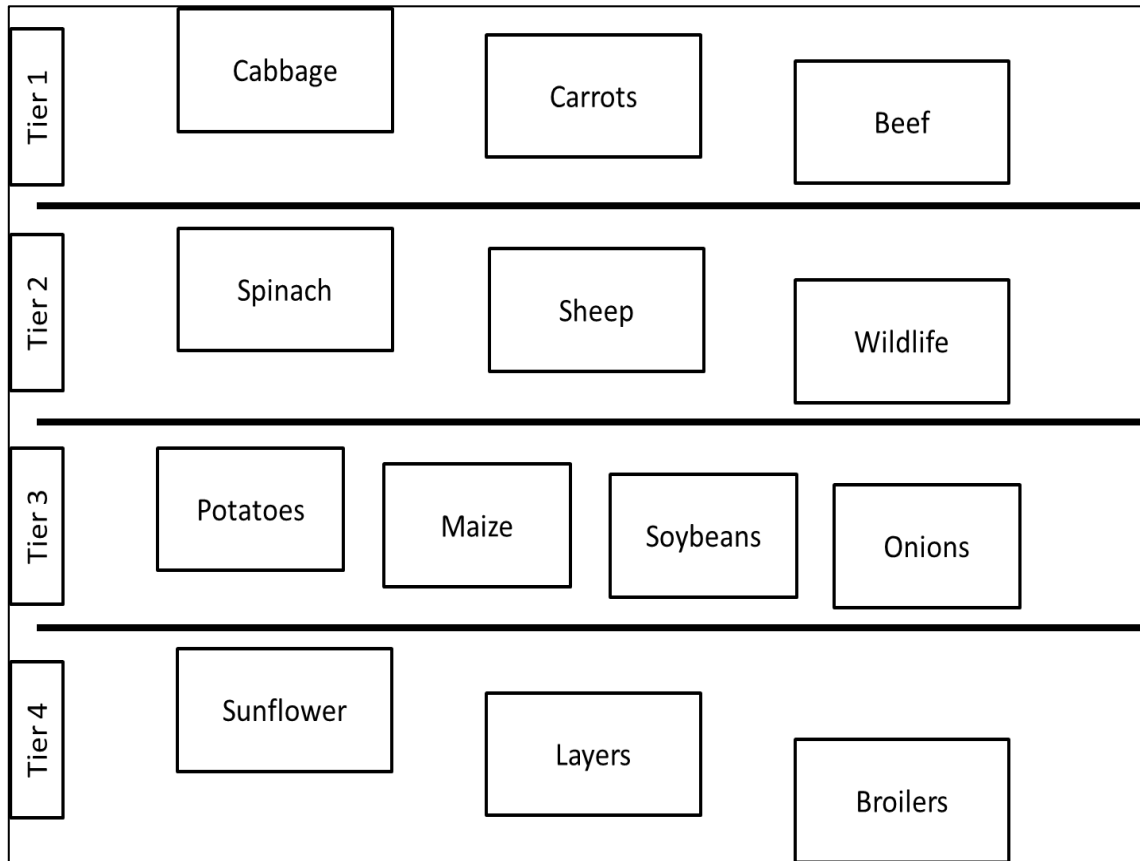 Tier 1
Cabbage
Carrots
Beef
Tier 2
Spinach
Sheep
Wildlife
Tier 3
Potatoes
Maize
Soybeans
Onions
Tier 4
Sunflower
Layers
Broilers